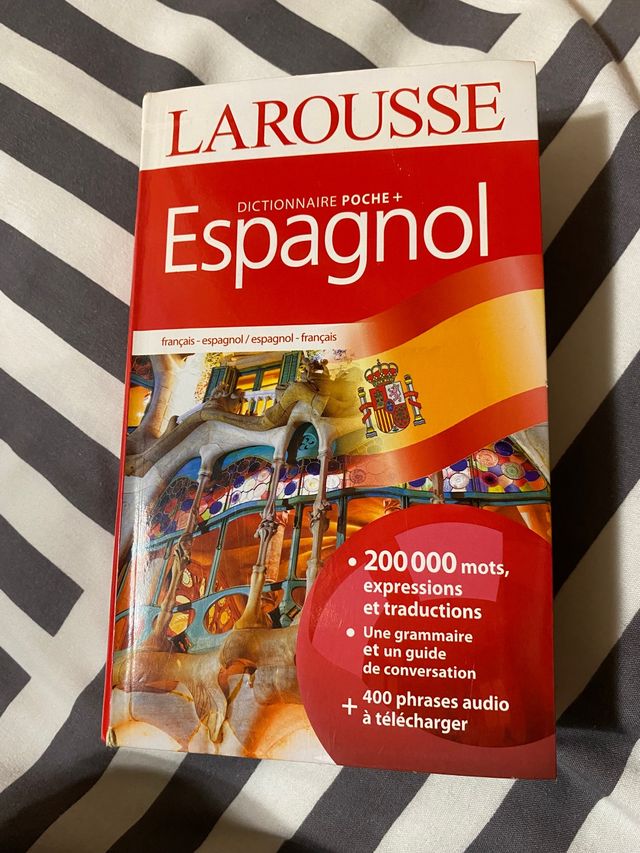 LAROUSSE
DICTIONNAIRE POCHE +
Espagnol
français - espagnol / espagnol - français
• 200 000 mots,
expressions
et traductions
• Une grammaire
et un guide
de conversation
+ 400 phrases audio
à télécharger